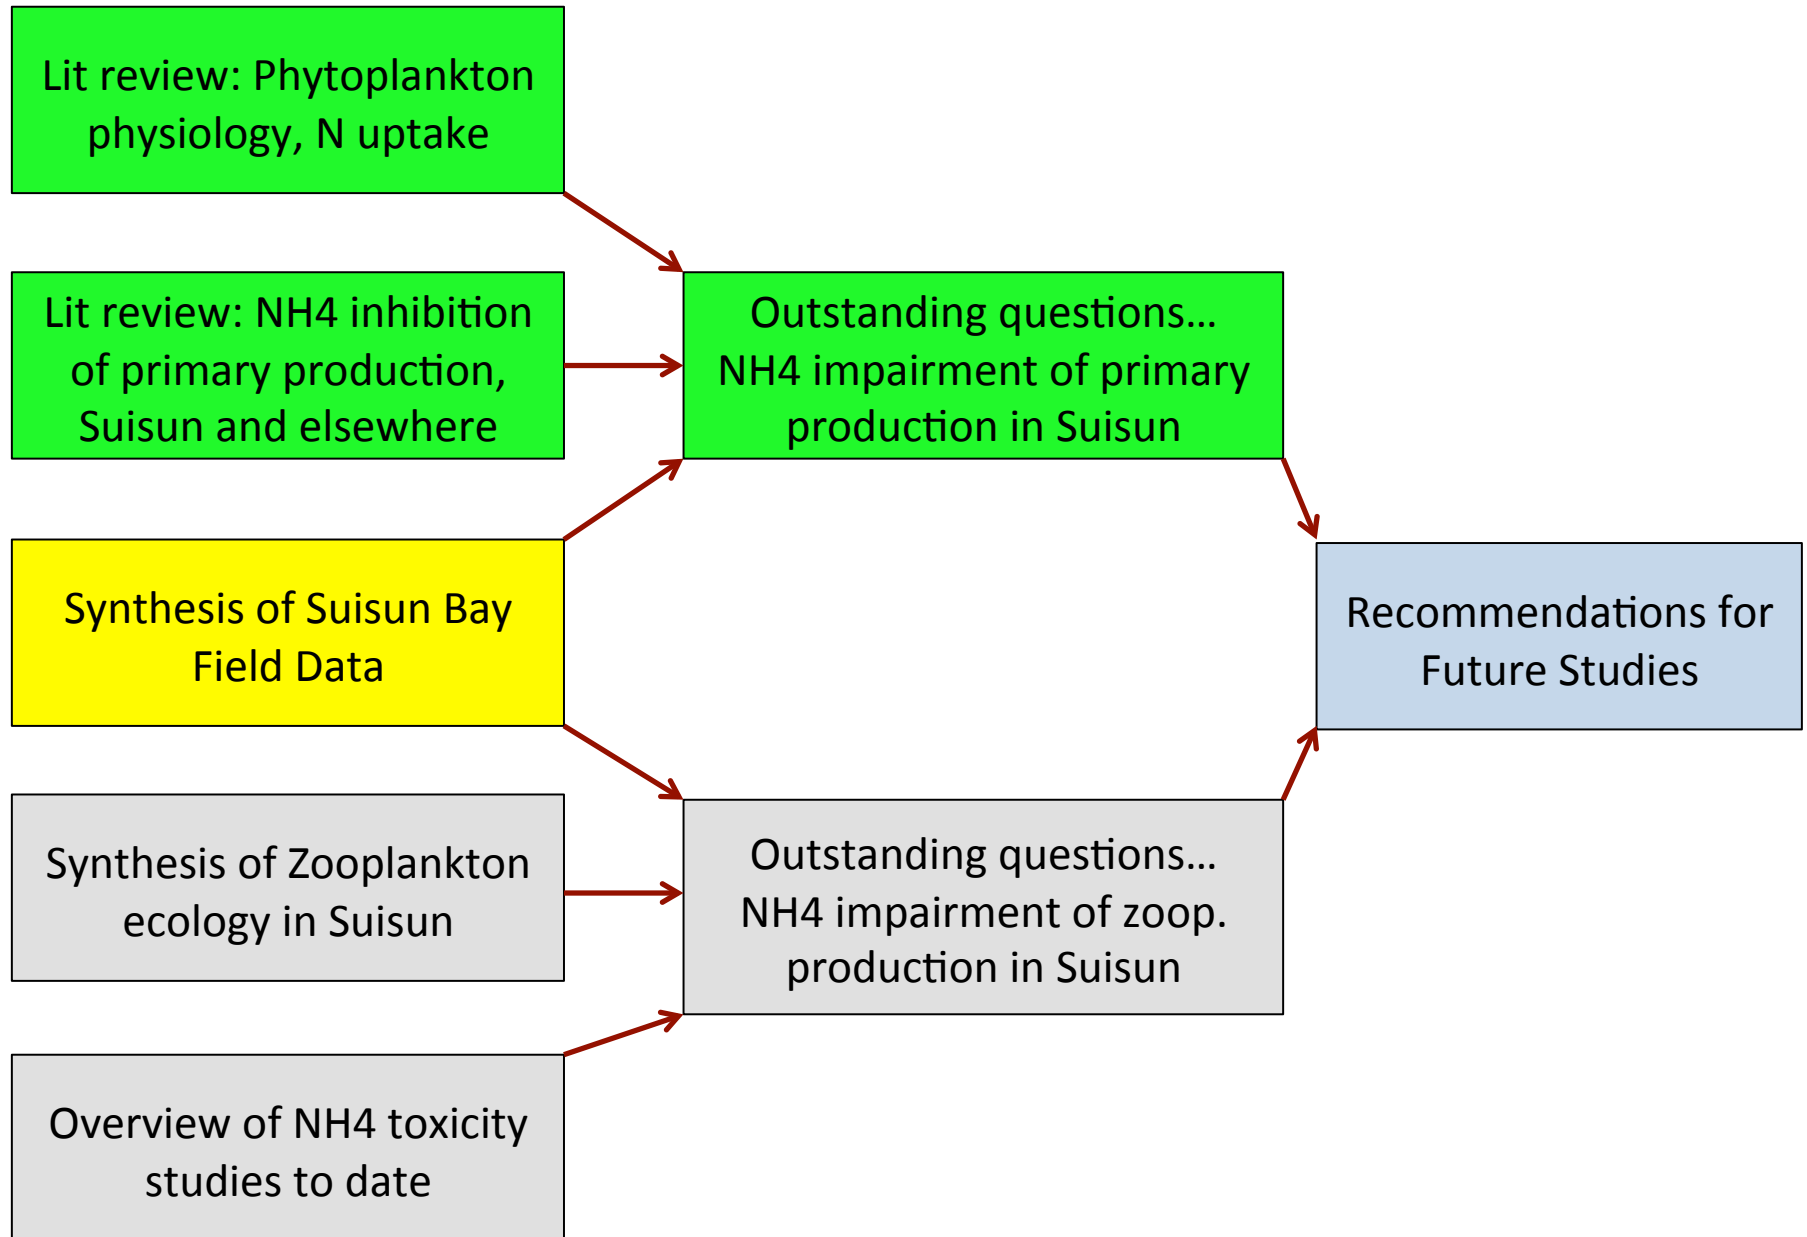 Lit review: Phytoplankton
physiology, N uptake
Lit review: NH4 inhibition
of primary production,
Suisun and elsewhere
Synthesis of Suisun Bay
Field Data
Synthesis of Zooplankton
ecology in Suisun
Overview of NH4 toxicity
studies to date
Outstanding questions…
NH4 impairment of primary
production in Suisun
Outstanding questions…
NH4 impairment of zoop.
production in Suisun
Recommendations for
Future Studies